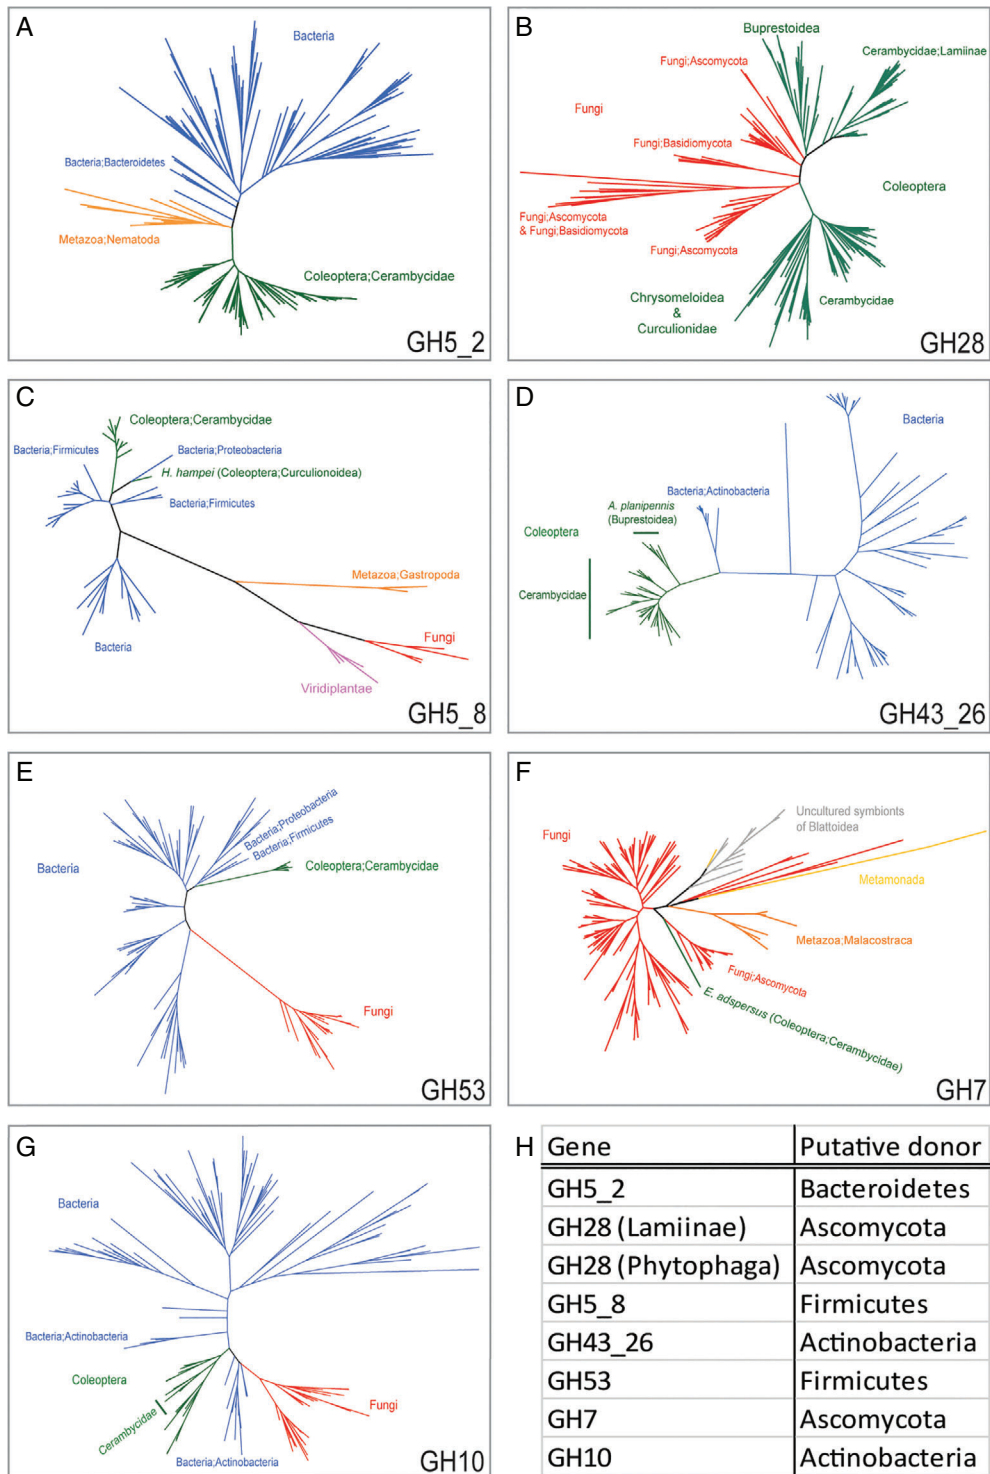 A
Bacteria
Bacteria;Bacteroidetes
Metazoa;Nematoda
Coleoptera;Cerambycidae
GH5_2
B
Buprestoidea
Cerambycidae;Lamiinae
Fungi;Ascomycota
Fungi
Fungi;Basidiomycota
Coleoptera
Fungi;Ascomycota
& Fungi;Basidiomycota
Fungi;Ascomycota
Chrysomeloidea
&
Curculionidae
Cerambycidae
GH28
C
Coleoptera;Cerambycidae
Bacteria;Firmicutes
Bacteria;Proteobacteria
H. hampei (Coleoptera;Curculionoidea)
Bacteria;Firmicutes
Metazoa;Gastropoda
Fungi
Bacteria
Viridiplantae
GH5_8
D
Bacteria
Bacteria;Actinobacteria
A. planipennis
(Buprestoidea)
Coleoptera
Cerambycidae
GH43_26
E
Bacteria;Proteobacteria
Bacteria;Firmicutes
Bacteria
Coleoptera;Cerambycidae
Fungi
GH53
F
Uncultured symbionts
of Blattoidea
Fungi
Metamonada
Metazoa;Malacostraca
Fungi;Ascomycota
E. adspersus (Coleoptera;Cerambycidae)
GH7
G
Bacteria
Bacteria;Actinobacteria
Coleoptera
Cerambycidae
Fungi
Bacteria;Actinobacteria
GH10
H
Gene Putative donor
GH5_2 Bacteroidetes
GH28 (Lamiinae) Ascomycota
GH28 (Phytophaga) Ascomycota
GH5_8 Firmicutes
GH43_26 Actinobacteria
GH53 Firmicutes
GH7 Ascomycota
GH10 Actinobacteria